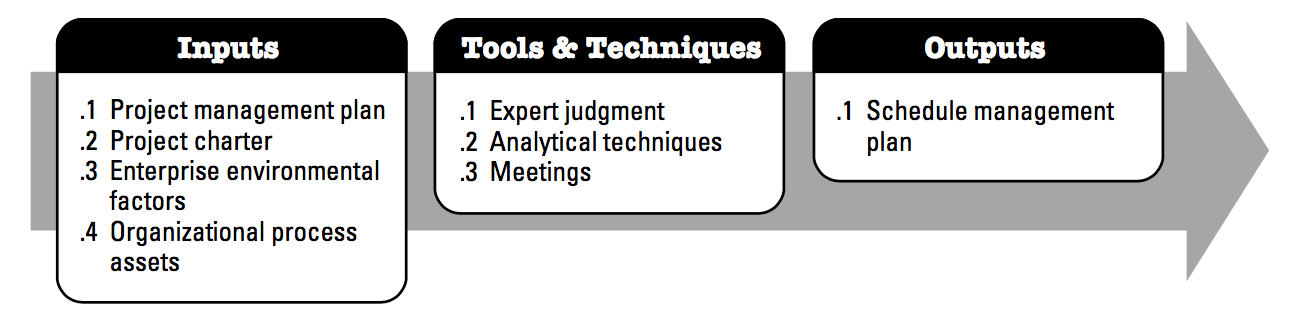 Inputs
.1 Project management plan
.2 Project charter
.3 Enterprise environmental
factors
.4 Organizational process
assets
Tools & Techniques
.1 Expert judgment
.2 Analytical techniques
.3 Meetings
Outputs
.1 Schedule management
plan